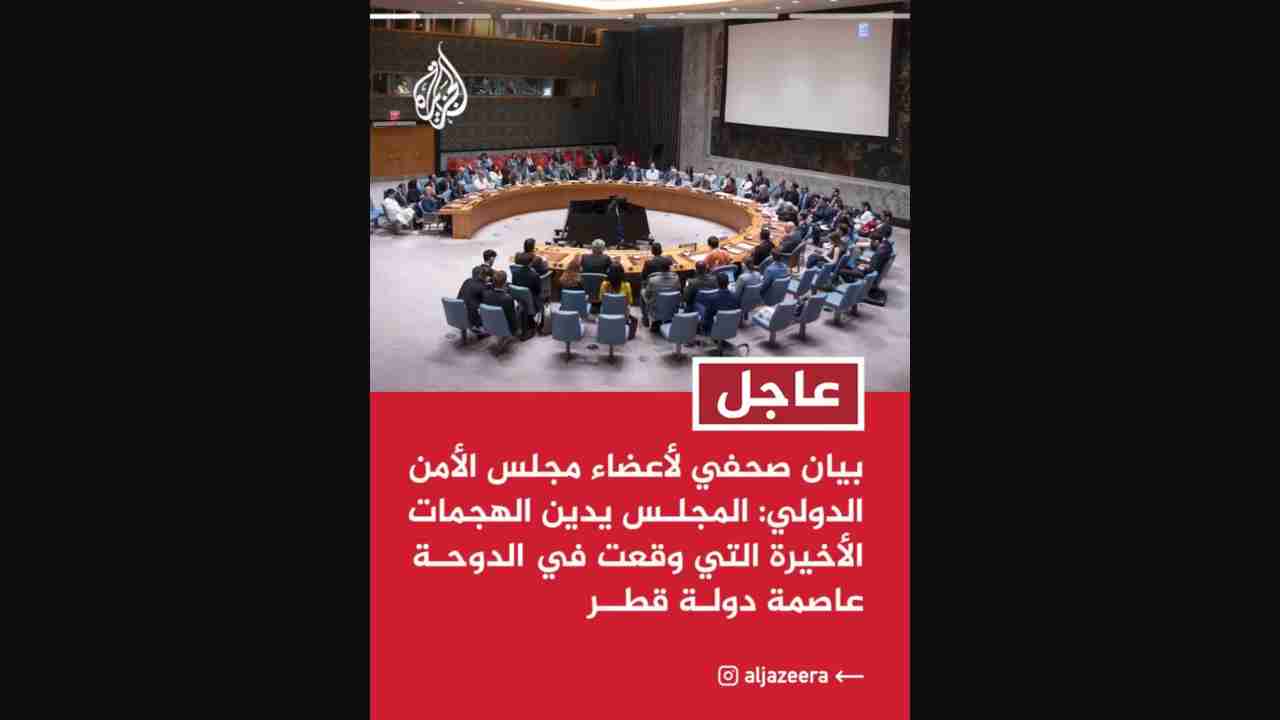 الجزيرة
عاجل
بيان صحفي لأعضاء مجلس الأمن
الدولي: المجلس يدين الهجمات
الأخيرة التي وقعت في الدوحة
عاصمة دولة قطر
aljazeera